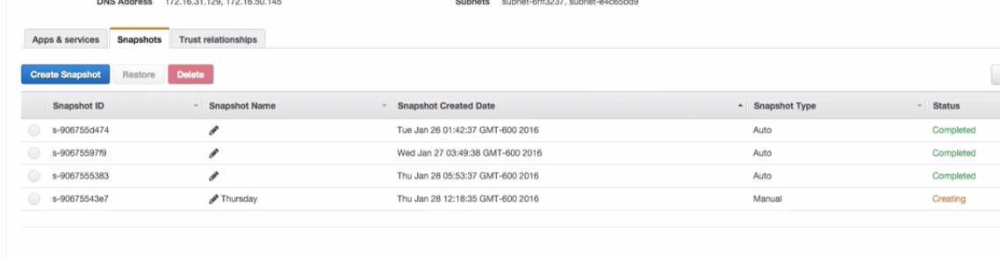 DNS Address 172.16.31.129, 172.16.50.145 Subnets subnet-6fff3237, subnet-e4c65bd9
Apps & services Snapshots Trust relationships
Create Snapshot Restore Delete
Snapshot ID Snapshot Name Snapshot Created Date Snapshot Type Status
s-906755d474 Tue Jan 26 01:42:37 GMT-600 2016 Auto Completed
s-90675597f9 Wed Jan 27 03:49:38 GMT-600 2016 Auto Completed
s-9067555383 Thu Jan 28 05:53:37 GMT-600 2016 Auto Completed
s-90675543e7 Thursday Thu Jan 28 12:18:35 GMT-600 2016 Manual Creating